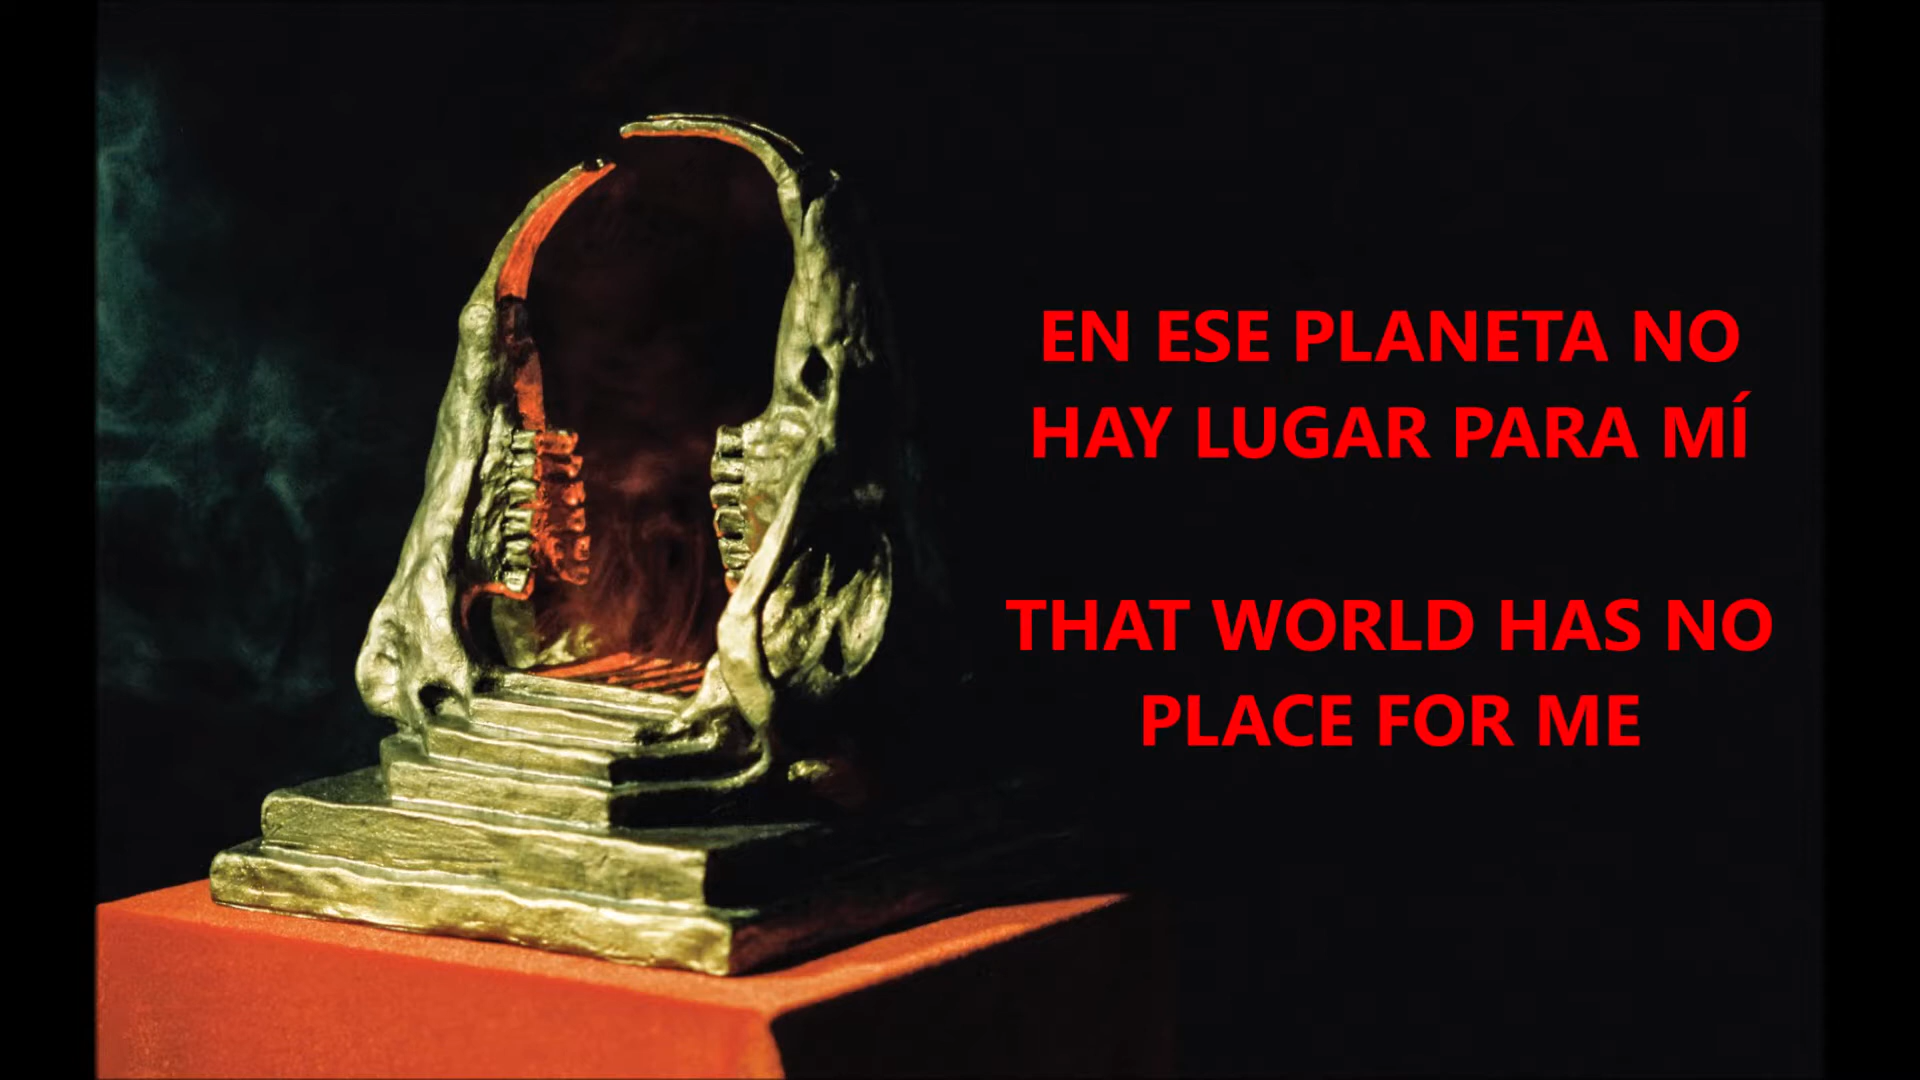 EN ESE PLANETA NO
HAY LUGAR PARA MÍ
THAT WORLD HAS NO
PLACE FOR ME